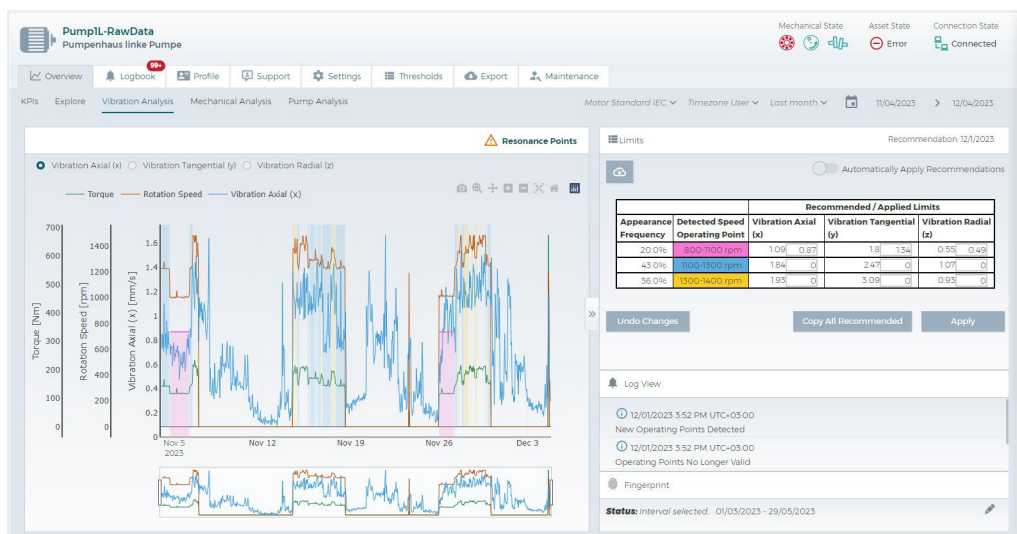 Pump1L-RawData
Pumpenhaus linke Pumpe
Mechanical State
Asset State
Error
Connection State
Connected
Overview
99+
Logbook
Profile
Support
Settings
Thresholds
Export
Maintenance
KPIs
Explore
Vibration Analysis
Mechanical Analysis
Pump Analysis
Motor Standard IEC
Timezone User
Last month
11/04/2023 > 12/04/2023
Resonance Points
Vibration Axial (x)
Vibration Tangential (y)
Vibration Radial (z)
Torque
Rotation Speed
Vibration Axial (x)
Torque [Nm]
700
600
500
400
300
200
100
0
Rotation Speed [rpm]
1400
1200
1000
800
600
400
200
0
Vibration Axial (x) [mm/s]
1.6
1.4
1.2
1
0.8
0.6
0.4
0.2
0
Nov 5
2023
Nov 12
Nov 19
Nov 26
Dec 3
»
Limits
Recommendation: 12/1/2023
Automatically Apply Recommendations
Recommended / Applied Limits
Appearance Frequency
Detected Speed Operating Point
Vibration Axial (x)
Vibration Tangential (y)
Vibration Radial (z)
20.0% 800-1100 rpm 1.09 0.87 1.8 1.34 0.55 0.49
43.0% 1100-1300 rpm 1.84 0 2.47 0 1.07 0
36.0% 1300-1400 rpm 1.93 0 3.09 0 0.93 0
Undo Changes
Copy All Recommended
Apply
Log View
12/01/2023 3:52 PM UTC+03:00
New Operating Points Detected
12/01/2023 3:52 PM UTC+03:00
Operating Points No Longer Valid
Fingerprint
Status: Interval selected. 01/03/2023 - 29/05/2023